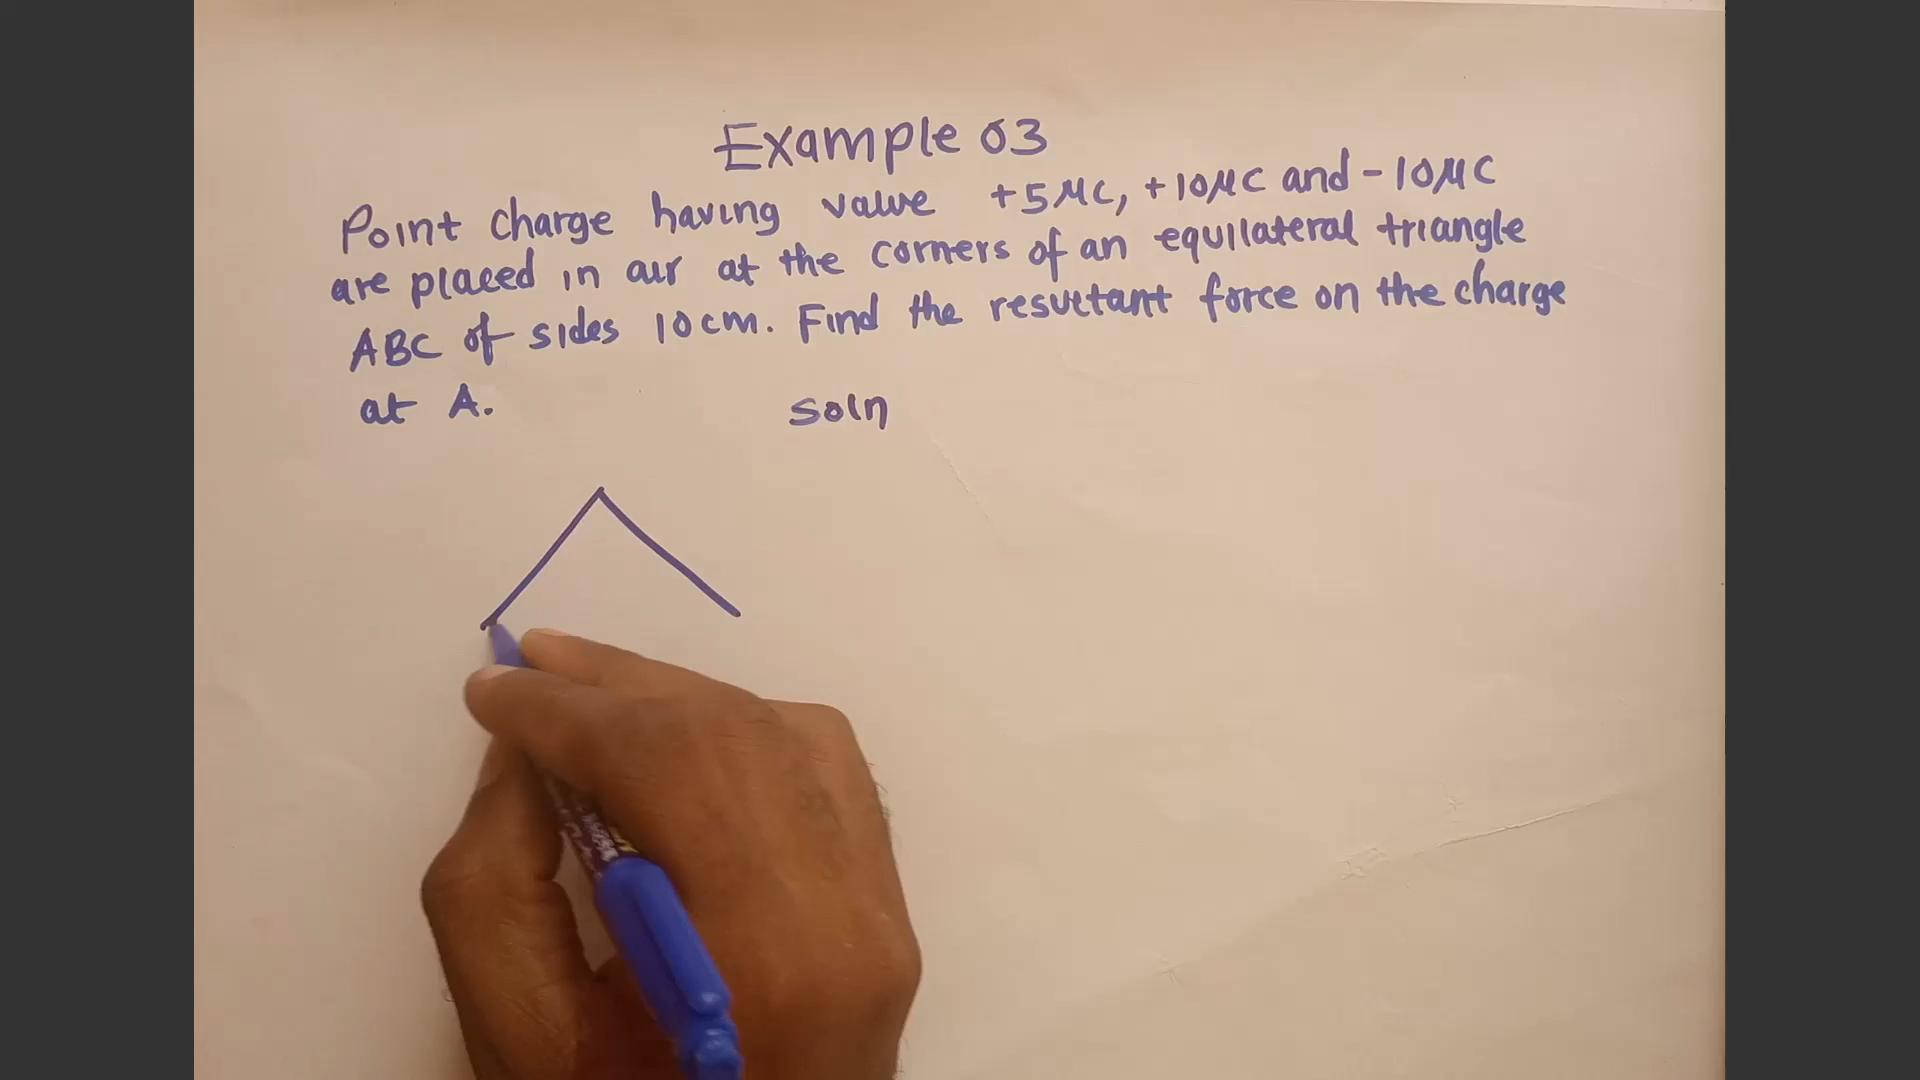 Example 03
Point charge having value +5μC, +10μC and -10μC
are placed in air at the corners of an equilateral triangle
ABC of sides 10cm. Find the resultant force on the charge
at A.
soln